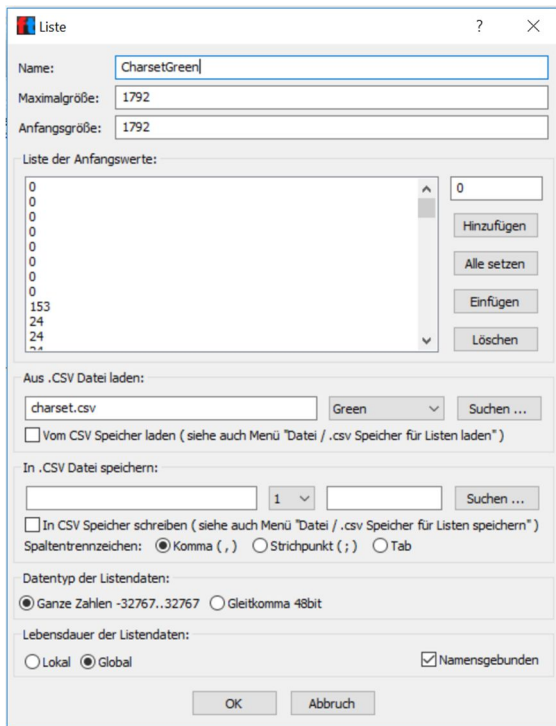 Liste ?
Name: CharsetGreen
Maximalgröße: 1792
Anfangsgröße: 1792
Liste der Anfangswerte:
0
0
0
0
0
0
0
0
153
24
24
24
0
Hinzufügen
Alle setzen
Einfügen
Löschen
Aus .CSV Datei laden:
charset.csv Green Suchen ...
Vom CSV Speicher laden ( siehe auch Menü "Datei / .csv Speicher für Listen laden" )
In .CSV Datei speichern:
1 Suchen ...
In CSV Speicher schreiben ( siehe auch Menü "Datei / .csv Speicher für Listen speichern" )
Spaltentrennzeichen: Komma ( , ) Strichpunkt ( ; ) Tab
Datentyp der Listendaten:
Ganze Zahlen -32767..32767 Gleitkomma 48bit
Lebensdauer der Listendaten:
Lokal Global Namensgebunden
OK Abbruch